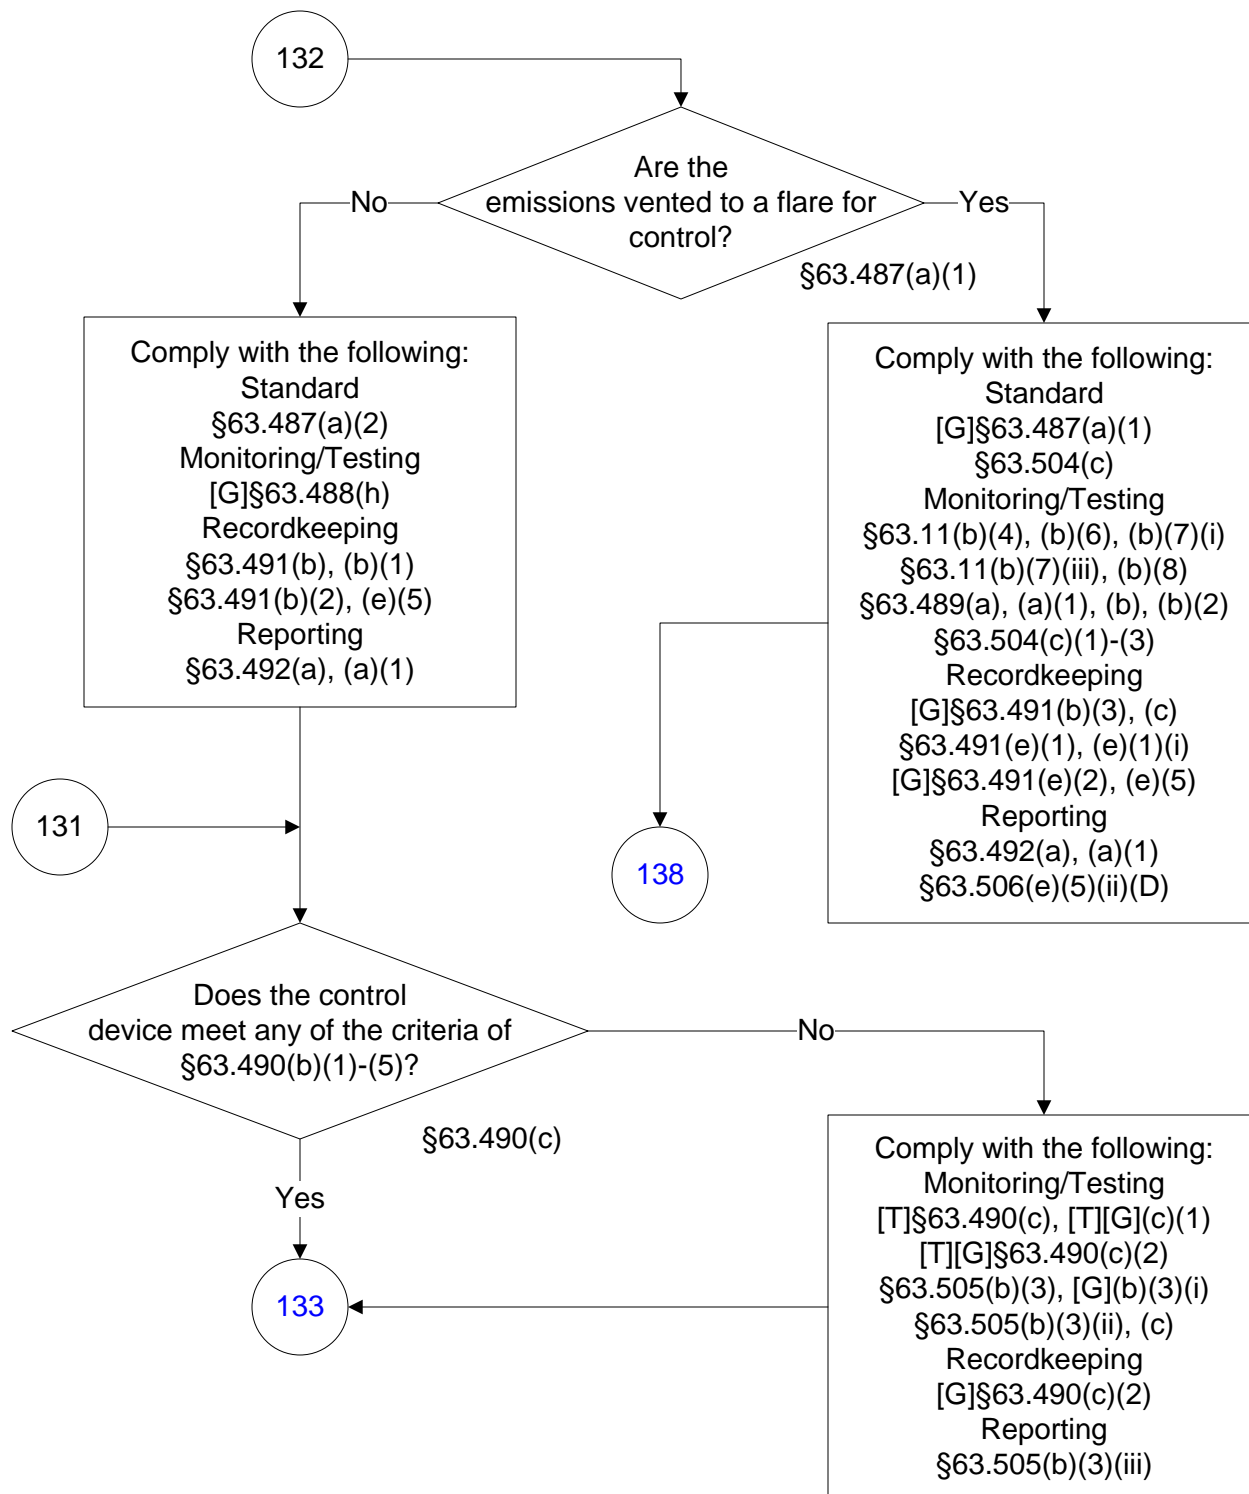 132
Are the
emissions vented to a flare for
control?
No
Yes
§63.487(a)(1)
Comply with the following:
Standard
§63.487(a)(2)
Monitoring/Testing
[G]§63.488(h)
Recordkeeping
§63.491(b), (b)(1)
§63.491(b)(2), (e)(5)
Reporting
§63.492(a), (a)(1)
Comply with the following:
Standard
[G]§63.487(a)(1)
§63.504(c)
Monitoring/Testing
§63.11(b)(4), (b)(6), (b)(7)(i)
§63.11(b)(7)(iii), (b)(8)
§63.489(a), (a)(1), (b), (b)(2)
§63.504(c)(1)-(3)
Recordkeeping
[G]§63.491(b)(3), (c)
§63.491(e)(1), (e)(1)(i)
[G]§63.491(e)(2), (e)(5)
Reporting
§63.492(a), (a)(1)
§63.506(e)(5)(ii)(D)
131
138
Does the control
device meet any of the criteria of
§63.490(b)(1)-(5)?
No
§63.490(c)
Yes
133
Comply with the following:
Monitoring/Testing
[T]§63.490(c), [T][G](c)(1)
[T][G]§63.490(c)(2)
§63.505(b)(3), [G](b)(3)(i)
§63.505(b)(3)(ii), (c)
Recordkeeping
[G]§63.490(c)(2)
Reporting
§63.505(b)(3)(iii)